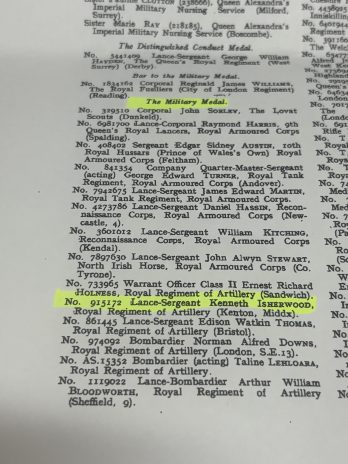 Imperial Military Nursing Service (Milford, Surrey).
Sister Marie RAY (218185), Queen Alexandra's
Imperial Military Nursing Service (Boscombe).
The Distinguished Conduct Medal.
No. 5441409 Lance-Sergeant George William
HAYDEN, The Queen's Royal Regiment (West
Surrey) (Derby).
Bar to the Military Medal.
No. 1834164 Corporal Reginald James WILLIAMS,
The Royal Fusiliers (City of London Regiment)
(Reading).
The Military Medal.
No. 329510 Corporal John SORLEY, The Lovat
Scouts (Dunkeld).
No. 6981700 Lance-Corporal Raymond HARRIS, 9th
Queen's Royal Lancers, Royal Armoured Corps
(Spalding).
No. 408402 Sergeant Edgar Sidney AUSTIN, 10th
Royal Hussars (Prince of Wales's Own) Royal
Armoured Corps (Feltham).
No. 841354 Company Quarter-Master-Sergeant
(acting) George Edward TURNER, Royal Tank
Regiment, Royal Armoured Corps (Andover).
No. 7942675 Lance-Sergeant James Edward MARTIN,
Royal Tank Regiment, Royal Armoured Corps.
No. 4273786 Lance-Sergeant Daniel HASSIN, Recon-
naissance Corps, Royal Armoured Corps (New-
castle, 4).
No. 3601012 Lance-Sergeant William KITCHING,
Reconnaissance Corps, Royal Armoured Corps
(Kendal).
No. 7897630 Lance-Sergeant John Alwyn STEWART,
North Irish Horse, Royal Armoured Corps (Co.
Tyrone).
No. 733965 Warrant Officer Class II Ernest Richard
HOLNESS, Royal Regiment of Artillery (Sandwich).
No. 915172 Lance-Sergeant Kenneth ISHERWOOD,
Royal Regiment of Artillery (Kenton, Middx).
No. 861445 Lance-Sergeant Edison Watkin THOMAS,
Royal Regiment of Artillery (Bristol).
No. 974092 Bombardier Norman Alfred DOWNS,
Royal Regiment of Artillery (London, S.E.13).
No. AS.15352 Bombardier (acting) Taline LEHLOARA,
Royal Regiment of Artillery.
No. 1119022 Lance-Bombardier Arthur William
BLOODWORTH, Royal Regiment of Artillery
(Sheffield, 9).